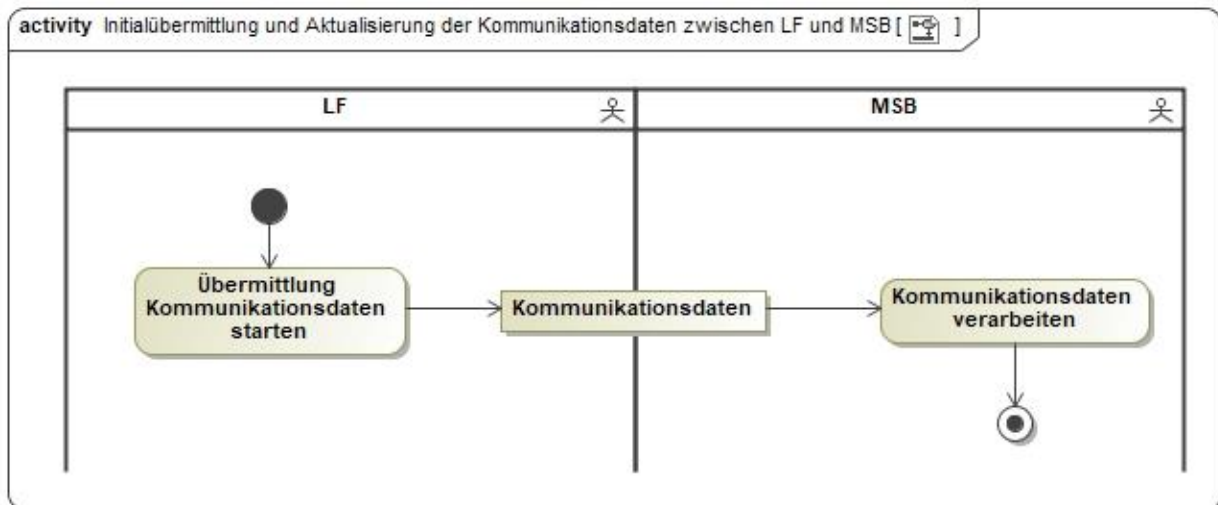 activity Initialübermittlung und Aktualisierung der Kommunikationsdaten zwischen LF und MSB [ ]
LF
MSB
Übermittlung
Kommunikationsdaten
starten
Kommunikationsdaten
Kommunikationsdaten
verarbeiten